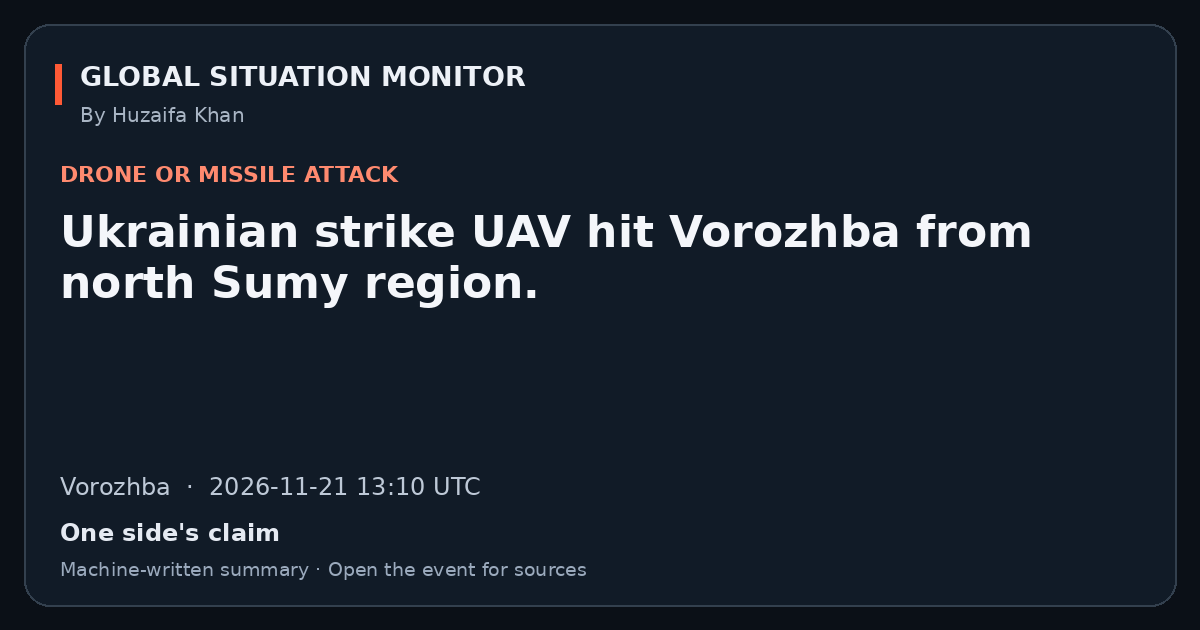 GLOBAL SITUATION MONITOR
By Huzaifa Khan
DRONE OR MISSILE ATTACK
Ukrainian strike UAV hit Vorozhba from
north Sumy region.
Vorozhba · 2026-11-21 13:10 UTC
One side's claim
Machine-written summary · Open the event for sources